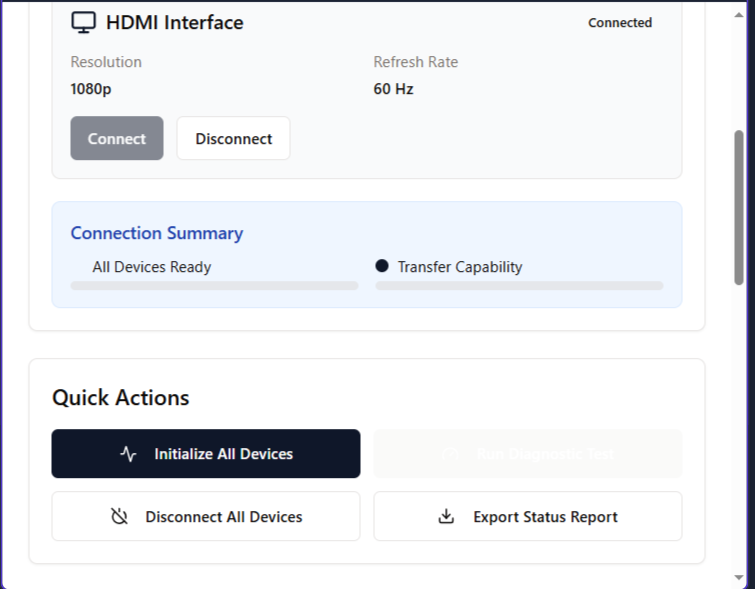 HDMI Interface
Connected
Resolution
Refresh Rate
1080p
60 Hz
Connect
Disconnect
Connection Summary
All Devices Ready
Transfer Capability
Quick Actions
Initialize All Devices
Run Diagnostic Test
Disconnect All Devices
Export Status Report